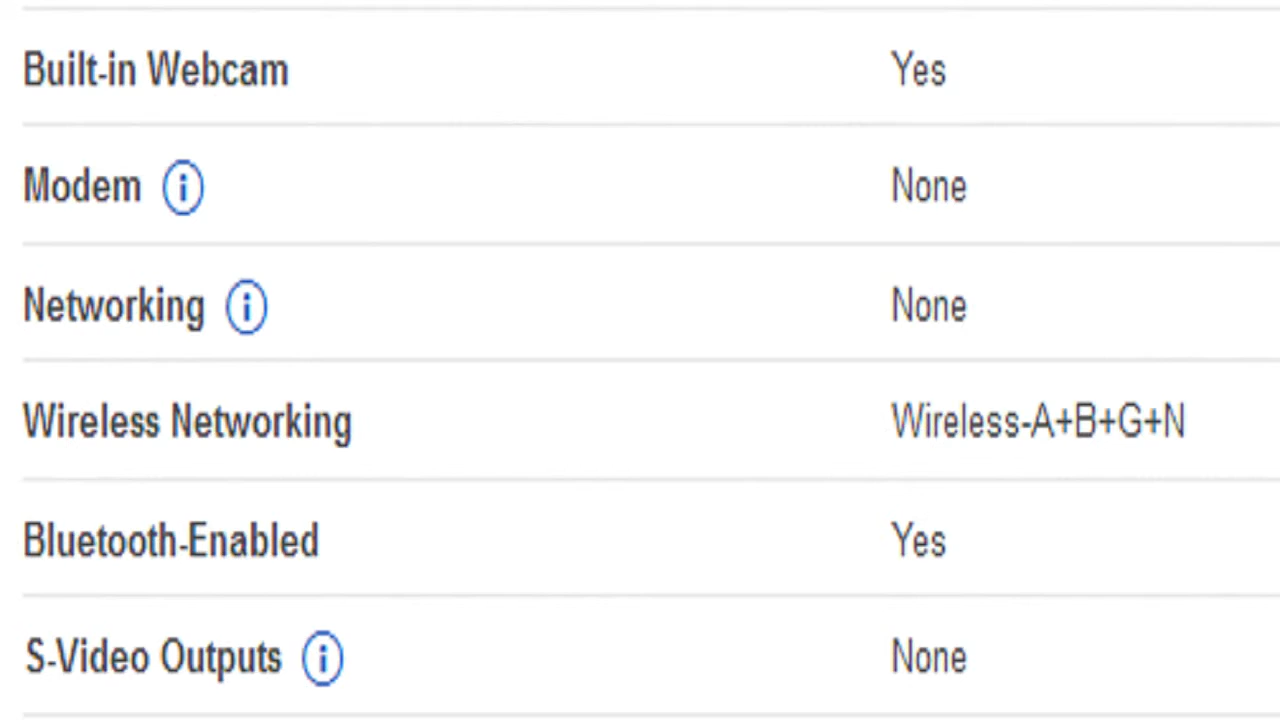 Built-in Webcam Yes
Modem None
Networking None
Wireless Networking Wireless-A+B+G+N
Bluetooth-Enabled Yes
S-Video Outputs None